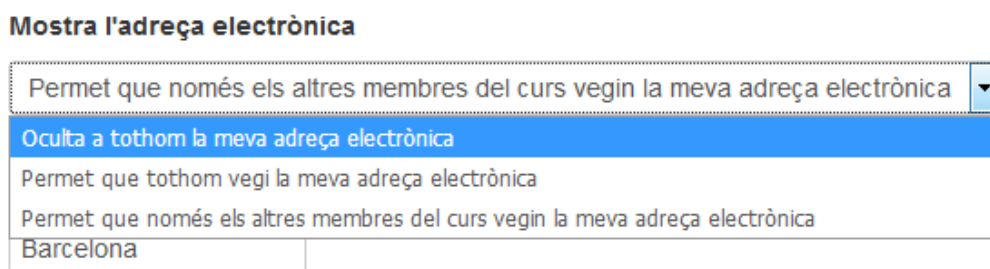 Mostra l'adreça electrònica
Permet que només els altres membres del curs vegin la meva adreça electrònica
Oculta a tothom la meva adreça electrònica
Permet que tothom vegi la meva adreça electrònica
Permet que només els altres membres del curs vegin la meva adreça electrònica
Barcelona